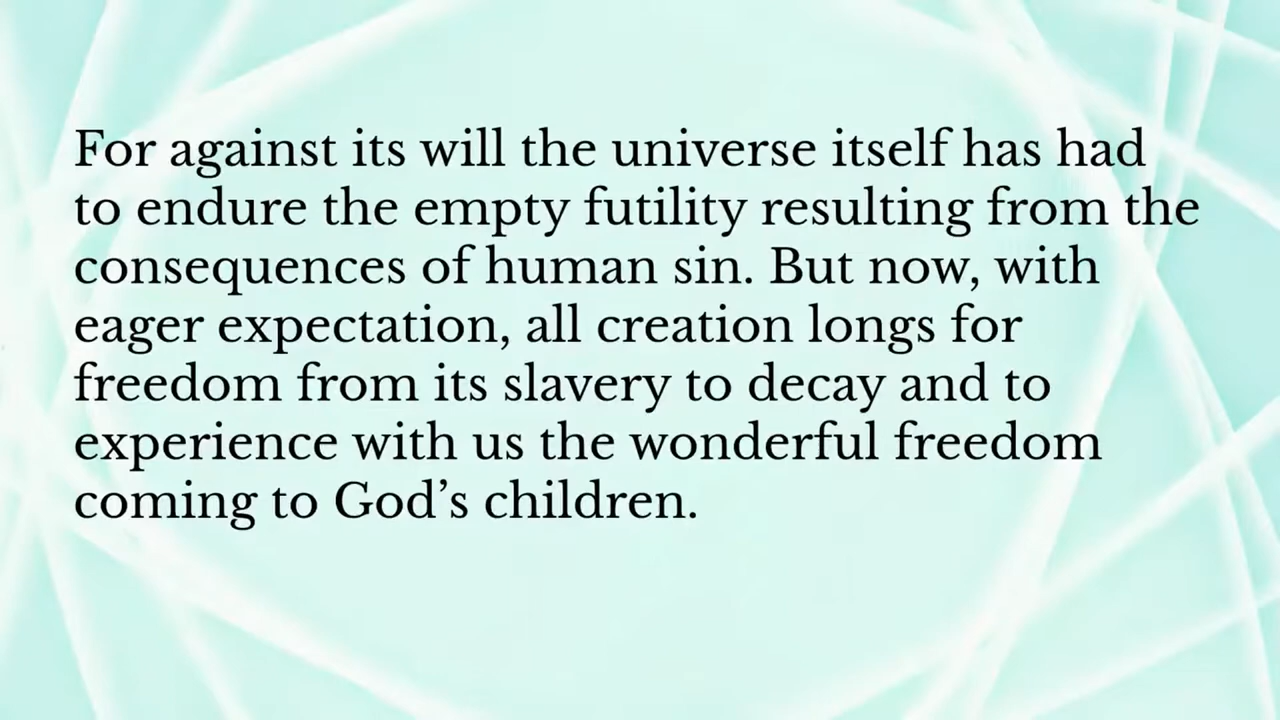 For against its will the universe itself has had
to endure the empty futility resulting from the
consequences of human sin. But now, with
eager expectation, all creation longs for
freedom from its slavery to decay and to
experience with us the wonderful freedom
coming to God’s children.